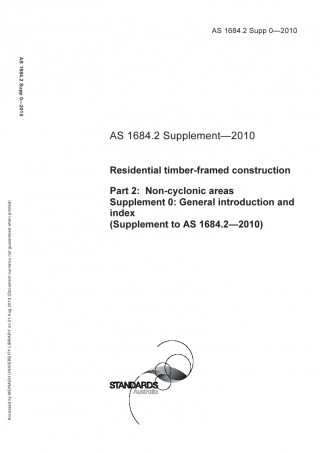 AS 1684.2 Supp 0—2010
AS 1684.2 Supp 0—2010
AS 1684.2 Supplement—2010
Residential timber-framed construction
Part 2: Non-cyclonic areas
Supplement 0: General introduction and
index
(Supplement to AS 1684.2—2010)
STANDARDS
Australia
Accessed by MONASH UNIVERSITY LIBRARY on 21 Aug 2010 (Document currency not guaranteed when printed)